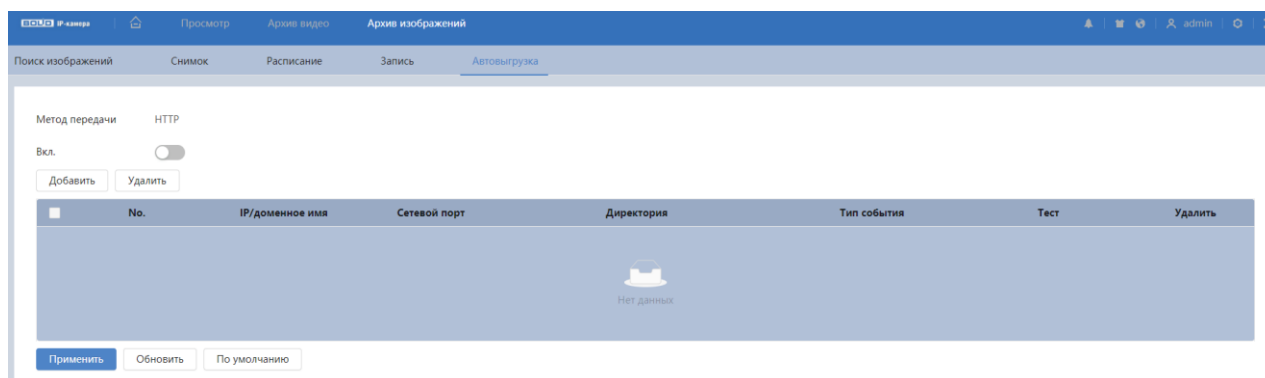 BOLID IP-камера Просмотр Архив видео Архив изображений admin
Поиск изображений Снимок Расписание Запись Автовыгрузка
Метод передачи HTTP
Вкл.
Добавить Удалить
No. IP/доменное имя Сетевой порт Директория Тип события Тест Удалить
Нет данных
Применить Обновить По умолчанию